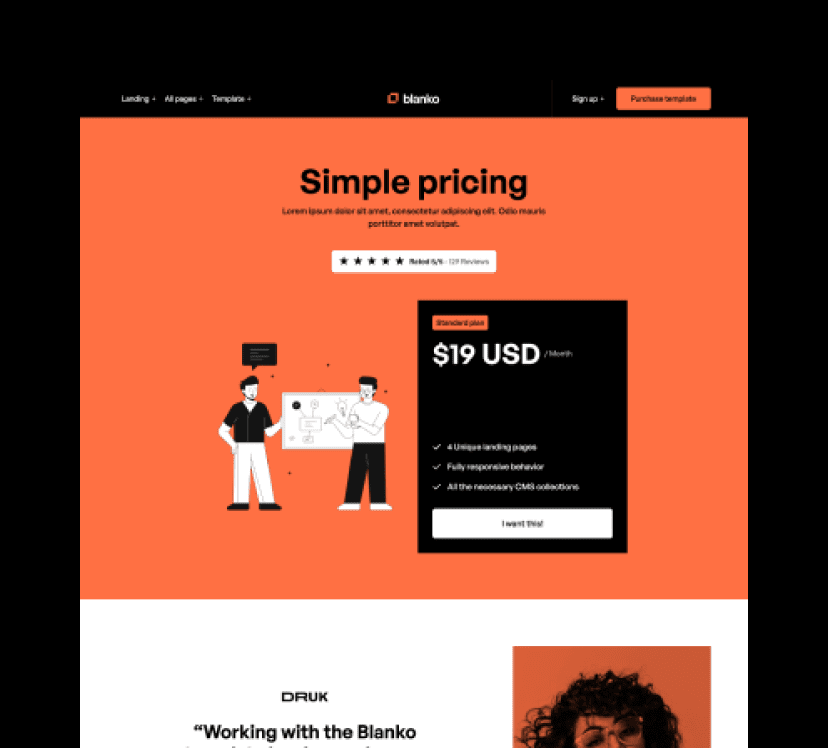 Landing + All pages + Template +
blanko
Sign up +
Purchase template
Simple pricing
Lorem ipsum dolor sit amet, consectetur adipiscing elit. Odio mauris
porttitor amet volutpat.
★ ★ ★ ★ ★ Rated 5/5 - 129 Reviews
Standard plan
$19 USD / Month
4 Unique landing pages
Fully responsive behavior
All the necessary CMS collections
I want this!
DRUK
“Working with the Blanko